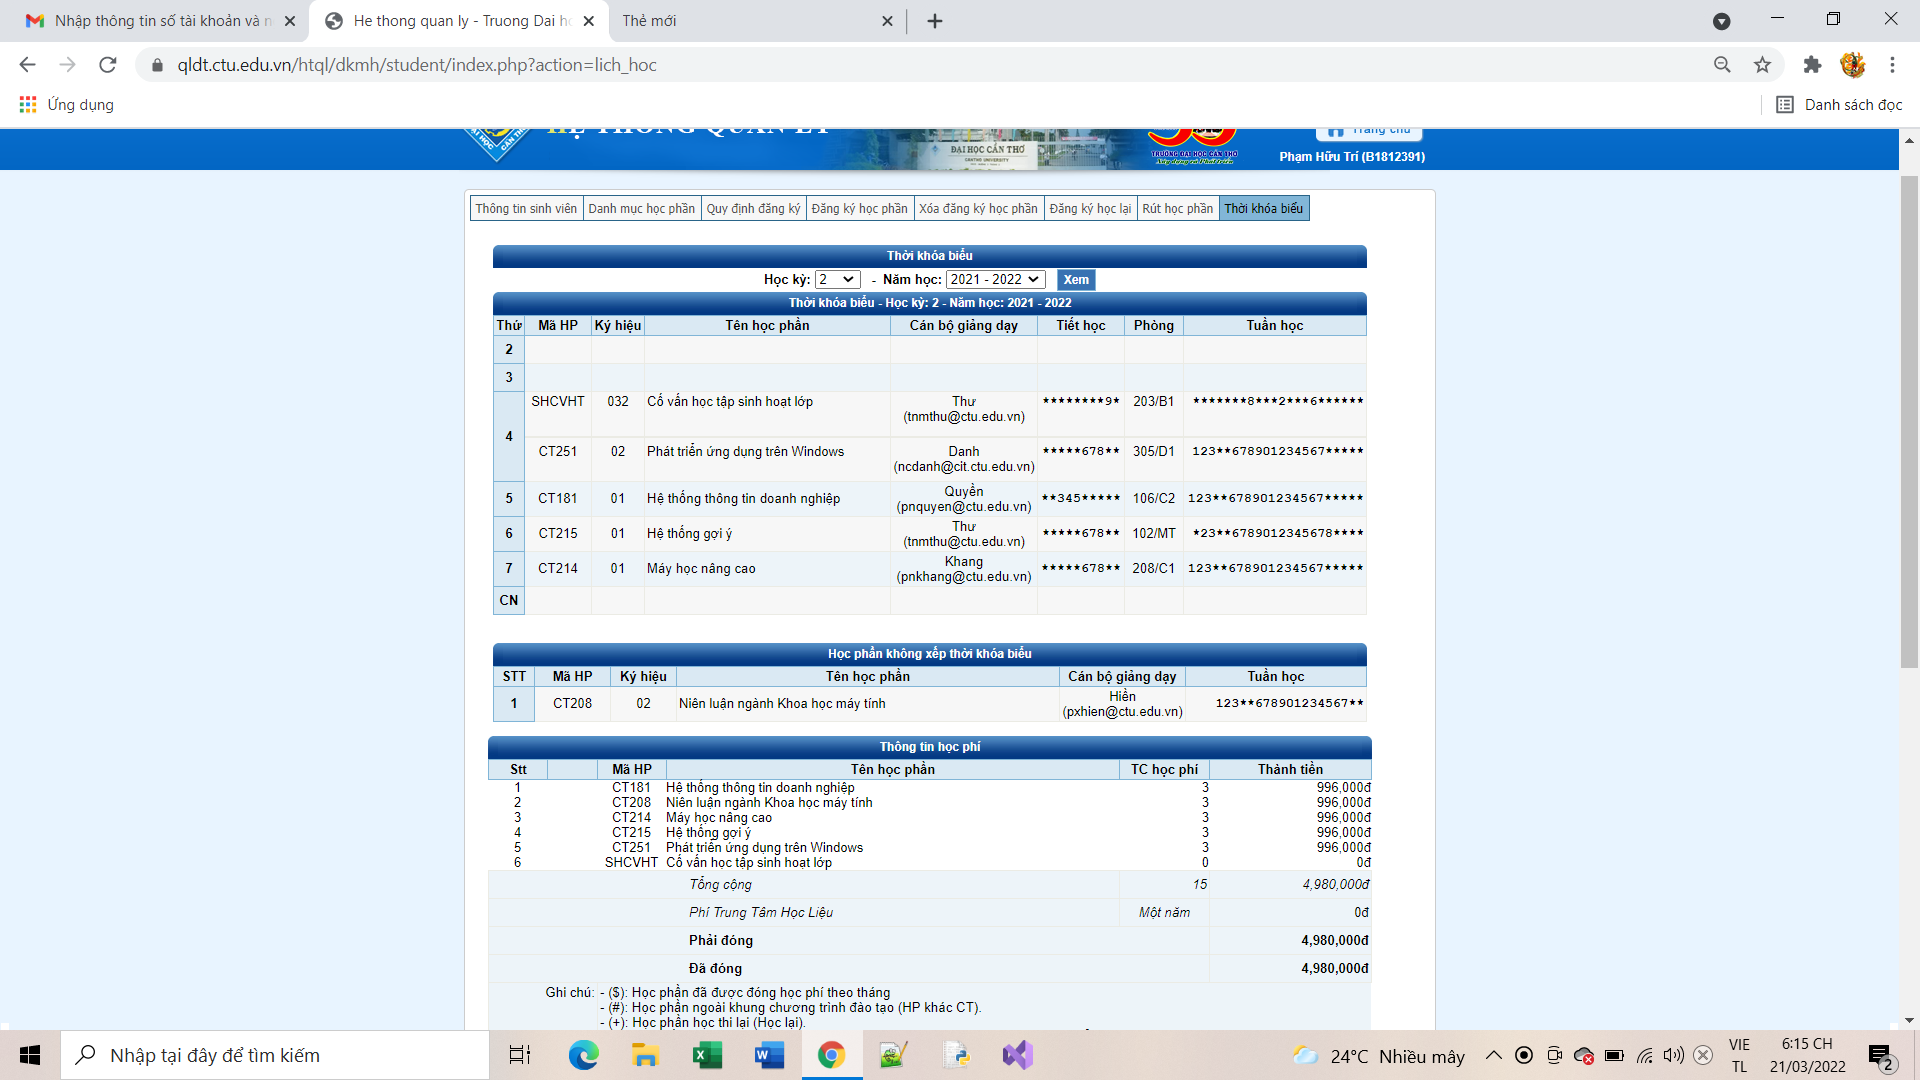 Nhập thông tin số tài khoản và n
He thong quan ly - Truong Dai ho
Thẻ mới
qldt.ctu.edu.vn/htql/dkmh/student/index.php?action=lich_hoc
Ứng dụng
Danh sách đọc
HỆ THỐNG QUẢN LÝ
ĐẠI HỌC CẦN THƠ
Trang chủ
Phạm Hữu Trí (B1812391)
Thông tin sinh viên Danh mục học phần Quy định đăng ký Đăng ký học phần Xóa đăng ký học phần Đăng ký học lại Rút học phần Thời khóa biểu
Thời khóa biểu
Học kỳ: 2 - Năm học: 2021 - 2022 Xem
Thời khóa biểu - Học kỳ: 2 - Năm học: 2021 - 2022
Thứ Mã HP Ký hiệu Tên học phần Cán bộ giảng dạy Tiết học Phòng Tuần học
2
3
4
SHCVHT 032 Cố vấn học tập sinh hoạt lớp Thư (tnmthu@ctu.edu.vn) ********9* 203/B1 *******8***2***6******
CT251 02 Phát triển ứng dụng trên Windows Danh (ncdanh@cit.ctu.edu.vn) *****678** 305/D1 123**678901234567*****
5 CT181 01 Hệ thống thông tin doanh nghiệp Quyền (pnquyen@ctu.edu.vn) **345***** 106/C2 123**678901234567*****
6 CT215 01 Hệ thống gợi ý Thư (tnmthu@ctu.edu.vn) *****678** 102/MT *23**6789012345678****
7 CT214 01 Máy học nâng cao Khang (pnkhang@ctu.edu.vn) *****678** 208/C1 123**678901234567*****
CN
Học phần không xếp thời khóa biểu
STT Mã HP Ký hiệu Tên học phần Cán bộ giảng dạy Tuần học
1 CT208 02 Niên luận ngành Khoa học máy tính Hiền (pxhien@ctu.edu.vn) 123**678901234567**
Thông tin học phí
Stt Mã HP Tên học phần TC học phí Thành tiền
1 CT181 Hệ thống thông tin doanh nghiệp 3 996,000đ
2 CT208 Niên luận ngành Khoa học máy tính 3 996,000đ
3 CT214 Máy học nâng cao 3 996,000đ
4 CT215 Hệ thống gợi ý 3 996,000đ
5 CT251 Phát triển ứng dụng trên Windows 3 996,000đ
6 SHCVHT Cố vấn học tập sinh hoạt lớp 0 0đ
Tổng cộng 15 4,980,000đ
Phí Trung Tâm Học Liệu Một năm 0đ
Phải đóng 4,980,000đ
Đã đóng 4,980,000đ
Ghi chú: - ($): Học phần đã được đóng học phí theo tháng
- (#): Học phần ngoài khung chương trình đào tạo (HP khác CT).
- (+): Học phần học thi lại (Học lại).
Nhập tại đây để tìm kiếm
24°C Nhiều mây
VIE
TL
6:15 CH
21/03/2022
2